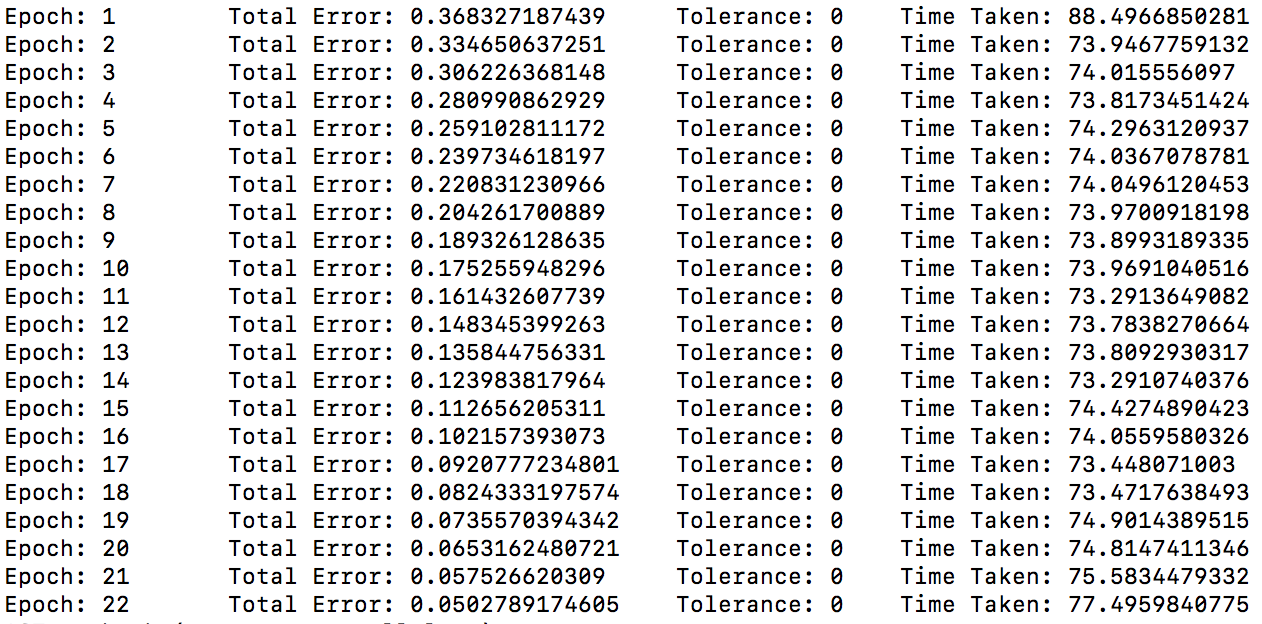 Epoch: 1 Total Error: 0.368327187439 Tolerance: 0 Time Taken: 88.4966850281
Epoch: 2 Total Error: 0.334650637251 Tolerance: 0 Time Taken: 73.9467759132
Epoch: 3 Total Error: 0.306226368148 Tolerance: 0 Time Taken: 74.015556097
Epoch: 4 Total Error: 0.280990862929 Tolerance: 0 Time Taken: 73.8173451424
Epoch: 5 Total Error: 0.259102811172 Tolerance: 0 Time Taken: 74.2963120937
Epoch: 6 Total Error: 0.239734618197 Tolerance: 0 Time Taken: 74.0367078781
Epoch: 7 Total Error: 0.220831230966 Tolerance: 0 Time Taken: 74.0496120453
Epoch: 8 Total Error: 0.204261700889 Tolerance: 0 Time Taken: 73.9700918198
Epoch: 9 Total Error: 0.189326128635 Tolerance: 0 Time Taken: 73.8993189335
Epoch: 10 Total Error: 0.175255948296 Tolerance: 0 Time Taken: 73.9691040516
Epoch: 11 Total Error: 0.161432607739 Tolerance: 0 Time Taken: 73.2913649082
Epoch: 12 Total Error: 0.148345399263 Tolerance: 0 Time Taken: 73.7838270664
Epoch: 13 Total Error: 0.135844756331 Tolerance: 0 Time Taken: 73.8092930317
Epoch: 14 Total Error: 0.123983817964 Tolerance: 0 Time Taken: 73.2910740376
Epoch: 15 Total Error: 0.112656205311 Tolerance: 0 Time Taken: 74.4274890423
Epoch: 16 Total Error: 0.102157393073 Tolerance: 0 Time Taken: 74.0559580326
Epoch: 17 Total Error: 0.0920777234801 Tolerance: 0 Time Taken: 73.448071003
Epoch: 18 Total Error: 0.0824333197574 Tolerance: 0 Time Taken: 73.4717638493
Epoch: 19 Total Error: 0.0735570394342 Tolerance: 0 Time Taken: 74.9014389515
Epoch: 20 Total Error: 0.0653162480721 Tolerance: 0 Time Taken: 74.8147411346
Epoch: 21 Total Error: 0.057526620309 Tolerance: 0 Time Taken: 75.5834479332
Epoch: 22 Total Error: 0.0502789174605 Tolerance: 0 Time Taken: 77.4959840775